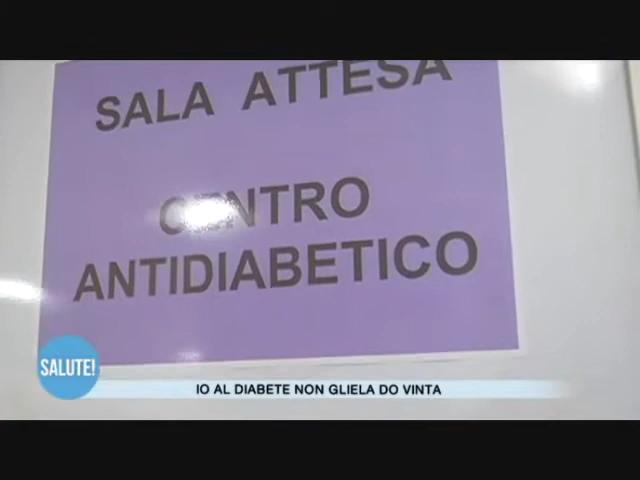 SALA ATTESA
CENTRO
ANTIDIABETICO
SALUTE!
IO AL DIABETE NON GLIELA DO VINTA